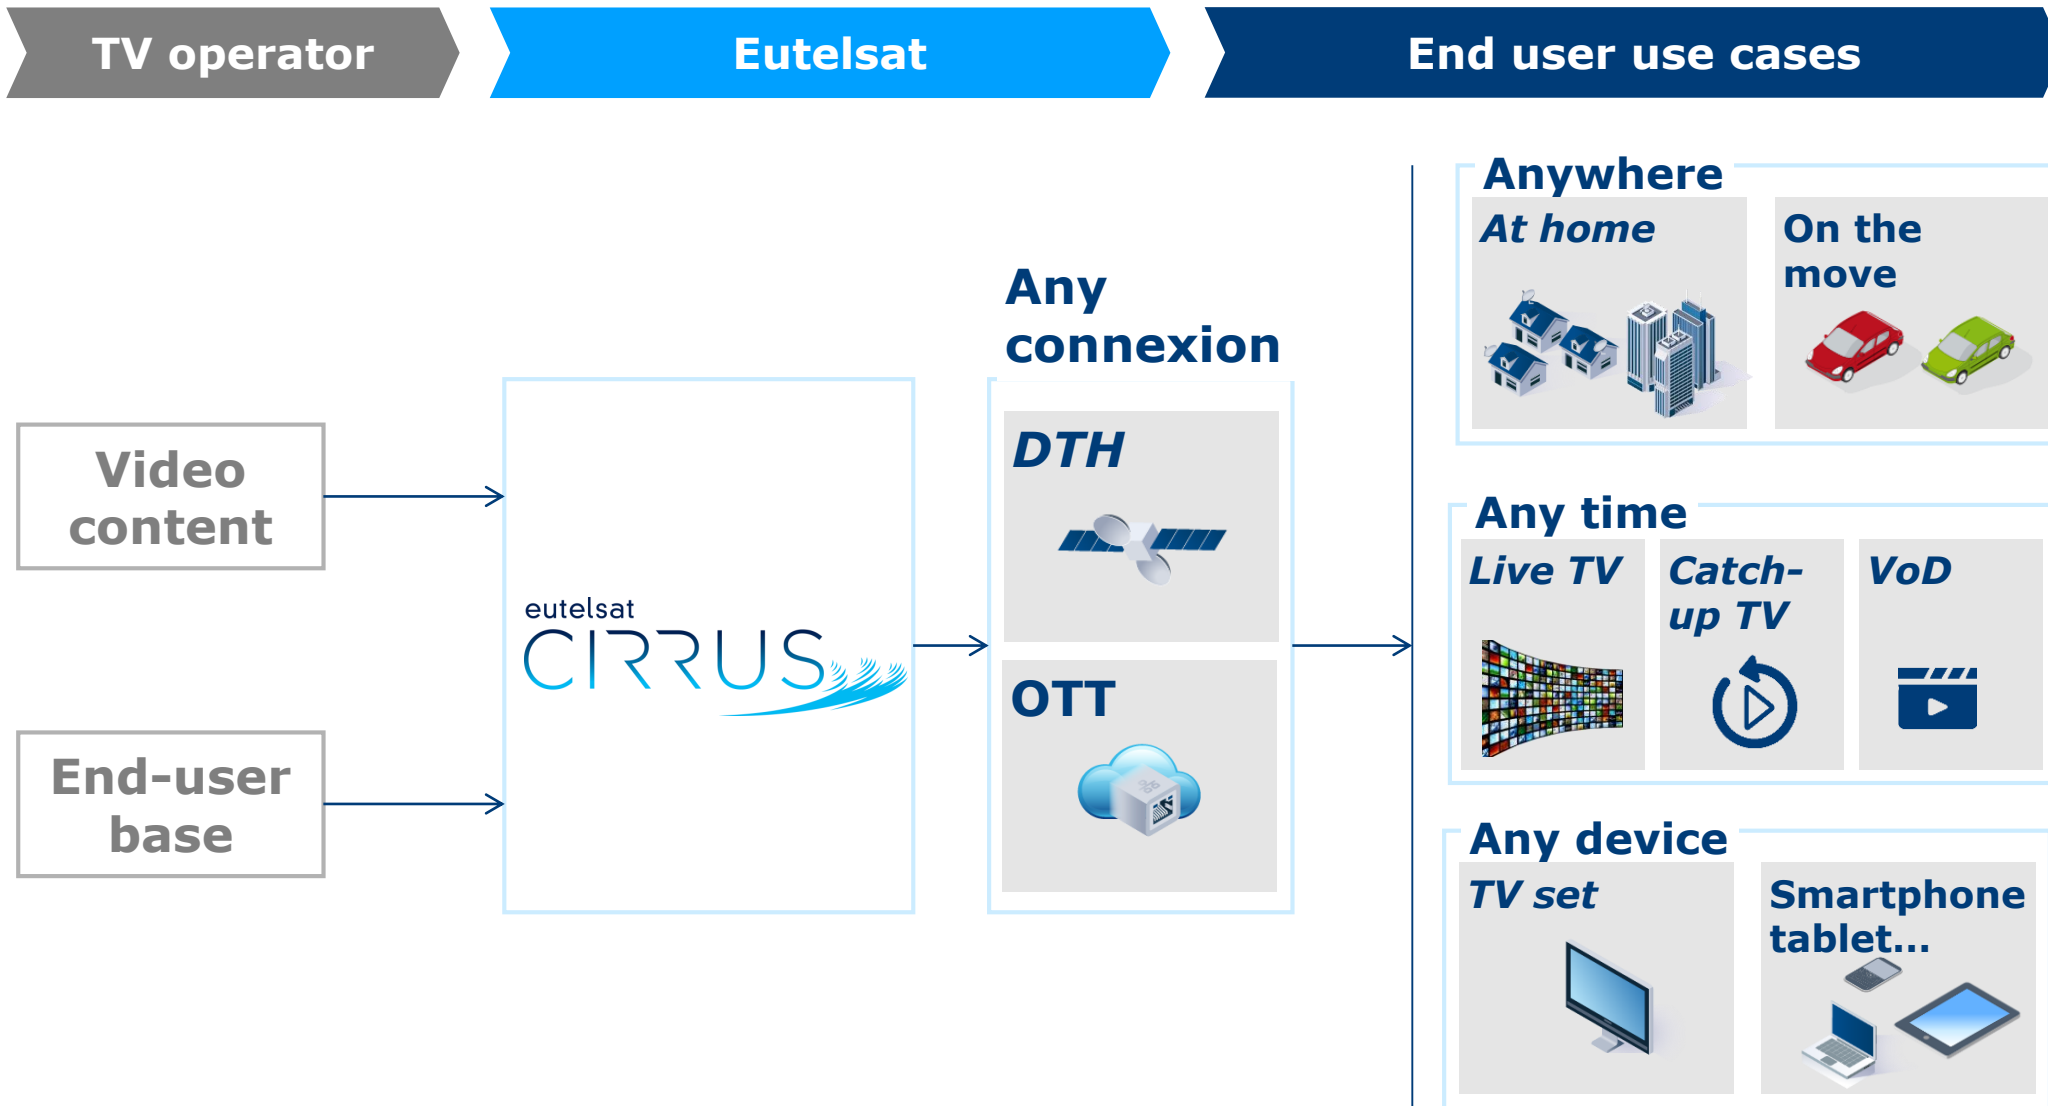 TV operator
Eutelsat
End user use cases
Video
content
End-user
base
eutelsat
CIRRUS
Any
connexion
DTH
OTT
Anywhere
At home
On the
move
Any time
Live TV
Catch-
up TV
VoD
Any device
TV set
Smartphone
tablet...